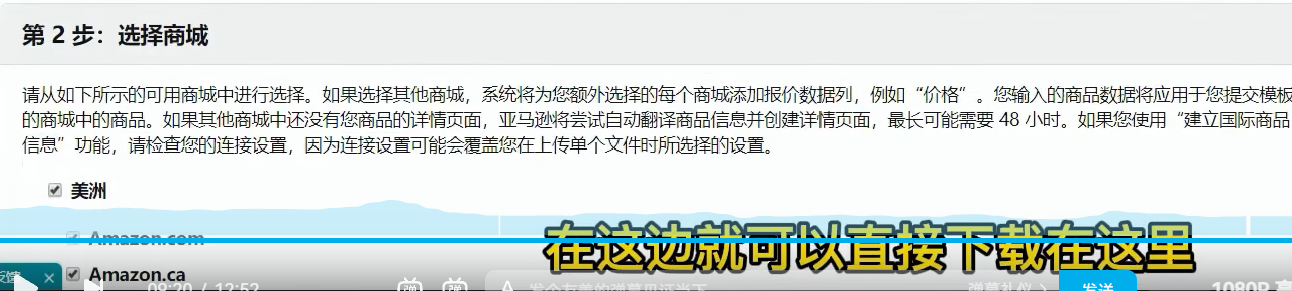 第 2 步：选择商城
请从如下所示的可用商城中进行选择。如果选择其他商城，系统将为您额外选择的每个商城添加报价数据列，例如“价格”。您输入的商品数据将应用于您提交模板
的商城中的商品。如果其他商城中还没有您商品的详情页面，亚马逊将尝试自动翻译商品信息并创建详情页面，最长可能需要 48 小时。如果您使用“建立国际商品
信息”功能，请检查您的连接设置，因为连接设置可能会覆盖您在上传单个文件时所选择的设置。
美洲
Amazon.com
在这边就可以直接下载在这里
Amazon.ca
反馈
09:20 / 12:52
弹 弹 A 发个友善的弹幕见证当下 弹幕礼仪 发送 1080P 高